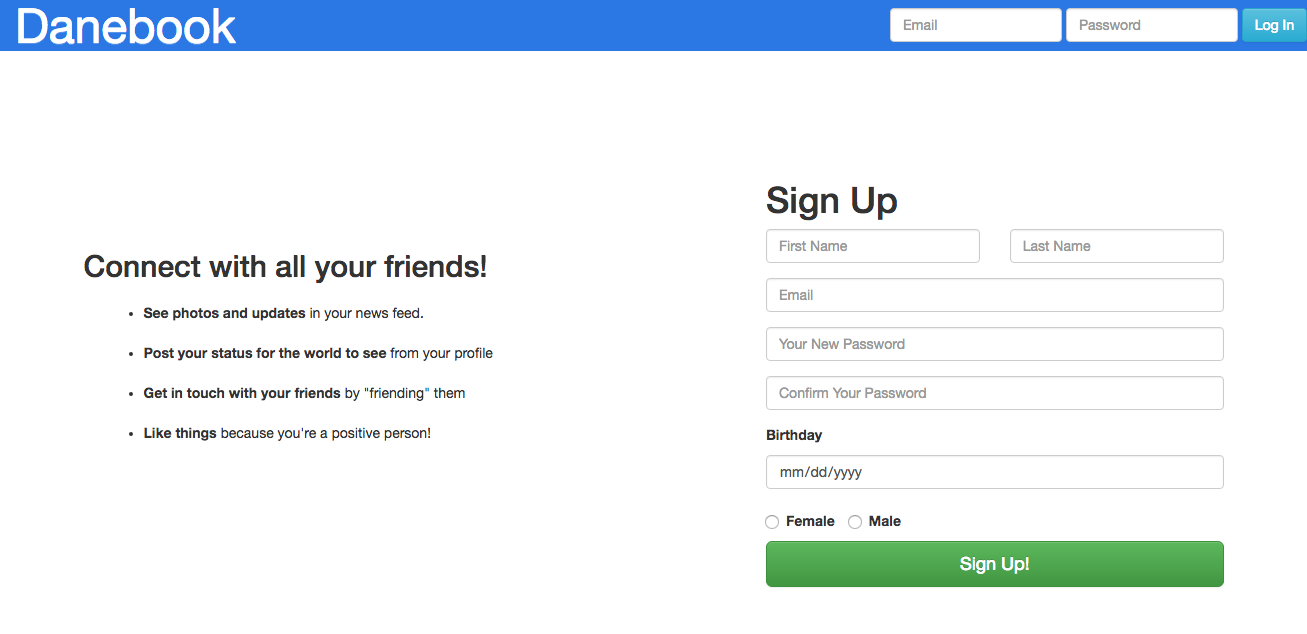 Danebook
Email
Password
Log In
Connect with all your friends!
See photos and updates in your news feed.
Post your status for the world to see from your profile
Get in touch with your friends by "friending" them
Like things because you're a positive person!
Sign Up
First Name
Last Name
Email
Your New Password
Confirm Your Password
Birthday
mm/dd/yyyy
Female
Male
Sign Up!